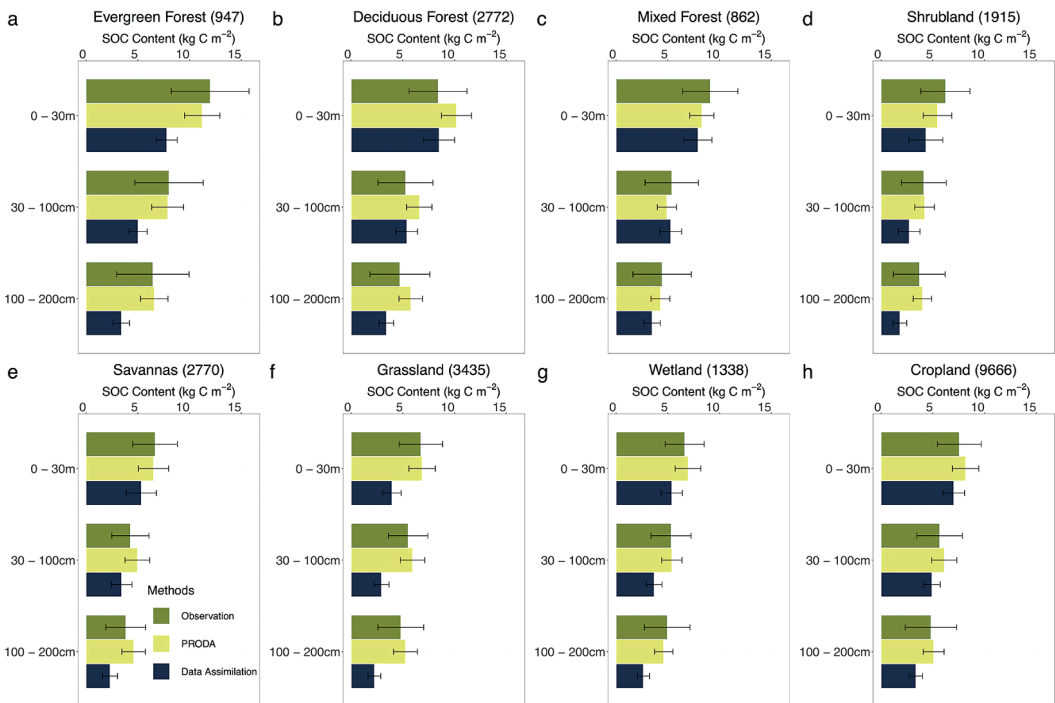 a Evergreen Forest (947)
SOC Content (kg C m⁻²)
0 5 10 15
0 – 30m
30 – 100cm
100 – 200cm
b Deciduous Forest (2772)
SOC Content (kg C m⁻²)
0 5 10 15
0 – 30m
30 – 100cm
100 – 200cm
c Mixed Forest (862)
SOC Content (kg C m⁻²)
0 5 10 15
0 – 30m
30 – 100cm
100 – 200cm
d Shrubland (1915)
SOC Content (kg C m⁻²)
0 5 10 15
0 – 30m
30 – 100cm
100 – 200cm
e Savannas (2770)
SOC Content (kg C m⁻²)
0 5 10 15
0 – 30m
30 – 100cm
100 – 200cm
Methods
Observation
PRODA
Data Assimilation
f Grassland (3435)
SOC Content (kg C m⁻²)
0 5 10 15
0 – 30m
30 – 100cm
100 – 200cm
g Wetland (1338)
SOC Content (kg C m⁻²)
0 5 10 15
0 – 30m
30 – 100cm
100 – 200cm
h Cropland (9666)
SOC Content (kg C m⁻²)
0 5 10 15
0 – 30m
30 – 100cm
100 – 200cm